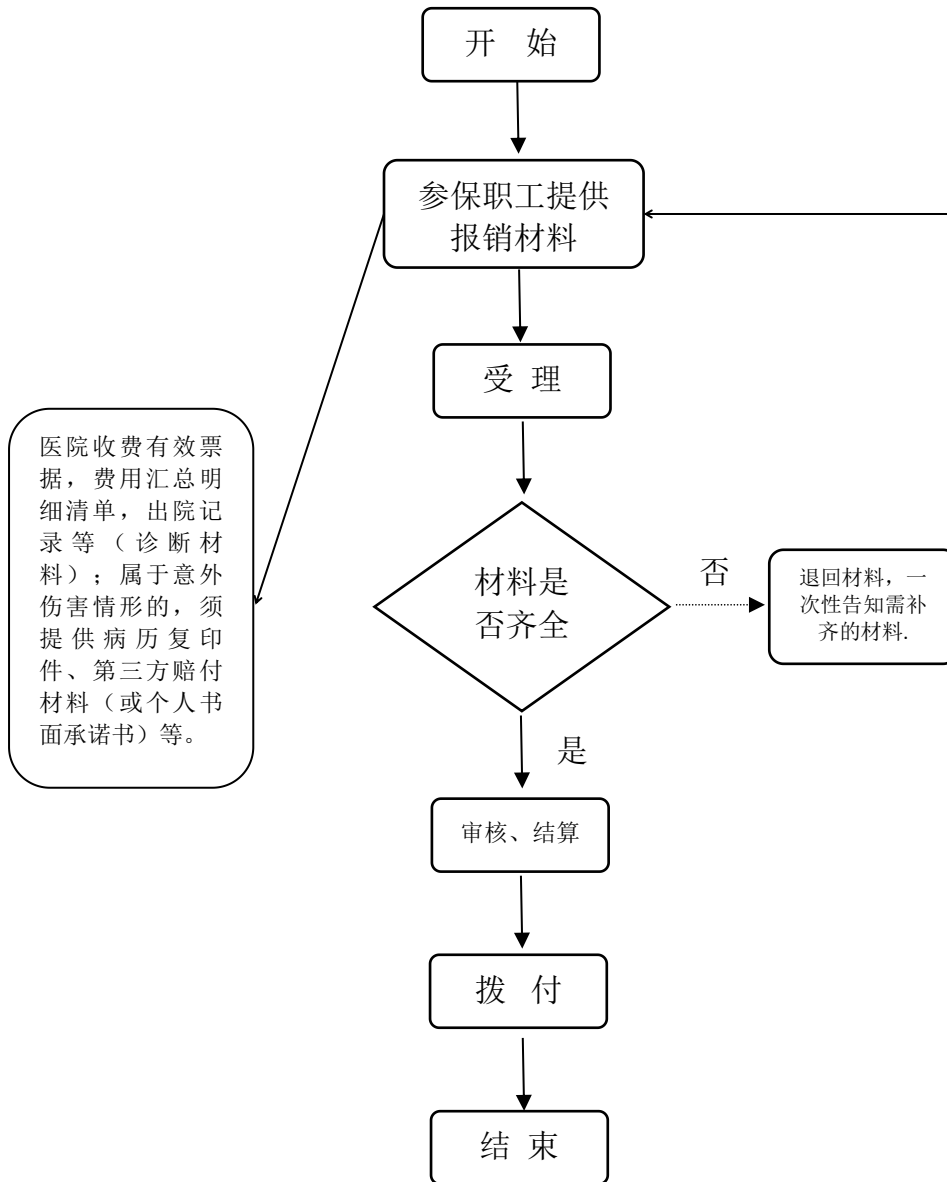 开 始
参保职工提供
报销材料
受 理
医院收费有效票
据，费用汇总明
细清单，出院记
录等（诊断材
料）；属于意外
伤害情形的，须
提供病历复印
件、第三方赔付
材料（或个人书
面承诺书）等。
材料是
否齐全
否
退回材料，一
次性告知需补
齐的材料.
是
审核、结算
拨 付
结 束